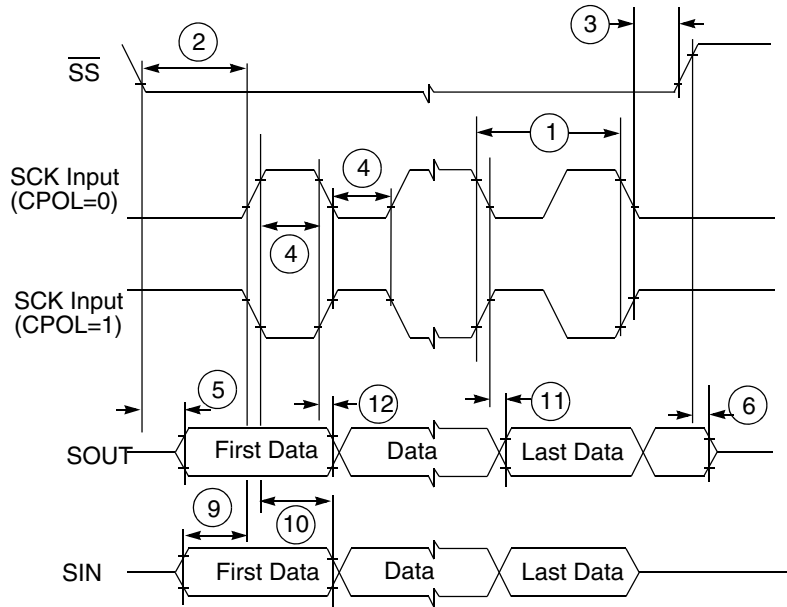 3
2
SS
1
4
SCK Input
(CPOL=0)
4
SCK Input
(CPOL=1)
5
12
11
6
SOUT
First Data
Data
Last Data
9
10
SIN
First Data
Data
Last Data